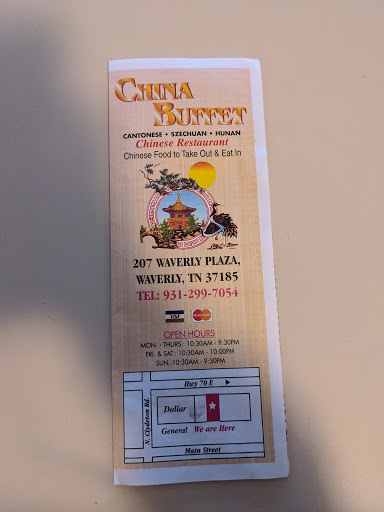 CHINA
BUFFET
CANTONESE • SZECHUAN • HUNAN
Chinese Restaurant
Chinese Food to Take Out & Eat In
207 WAVERLY PLAZA,
WAVERLY, TN 37185
TEL: 931-299-7054
VISA MasterCard
OPEN HOURS
MON. - THURS: 10:30AM - 9:30PM
FRI. & SAT.: 10:30AM - 10:00PM
SUN.:10:30AM - 9:30PM
Hwy 70 E
N. Clydeton Rd.
Dollar
General We are Here
Main Street